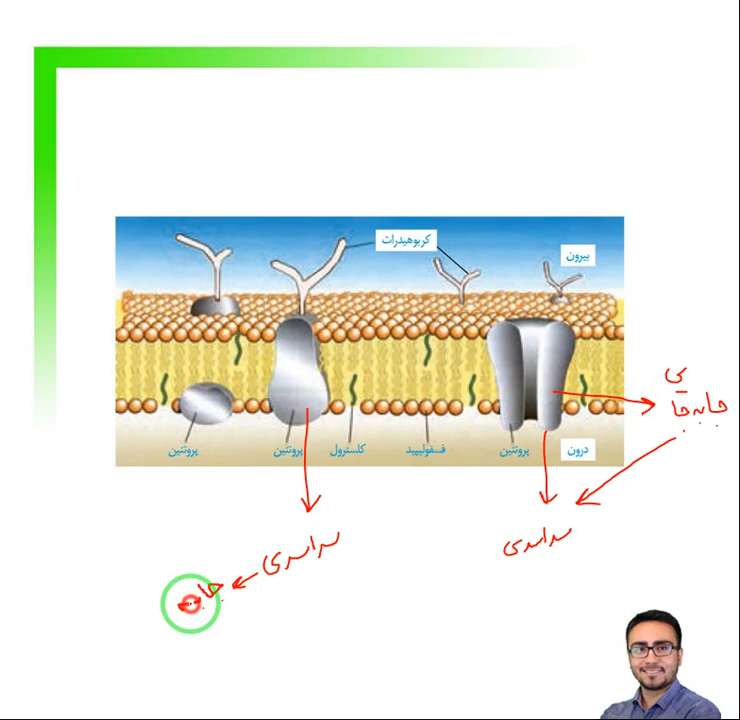 کربوهیدرات
بیرون
پروتئین
پروتئین
کلسترول
فسفولیپید
پروتئین
درون
جابه‌جایی
سراسری
سراسری